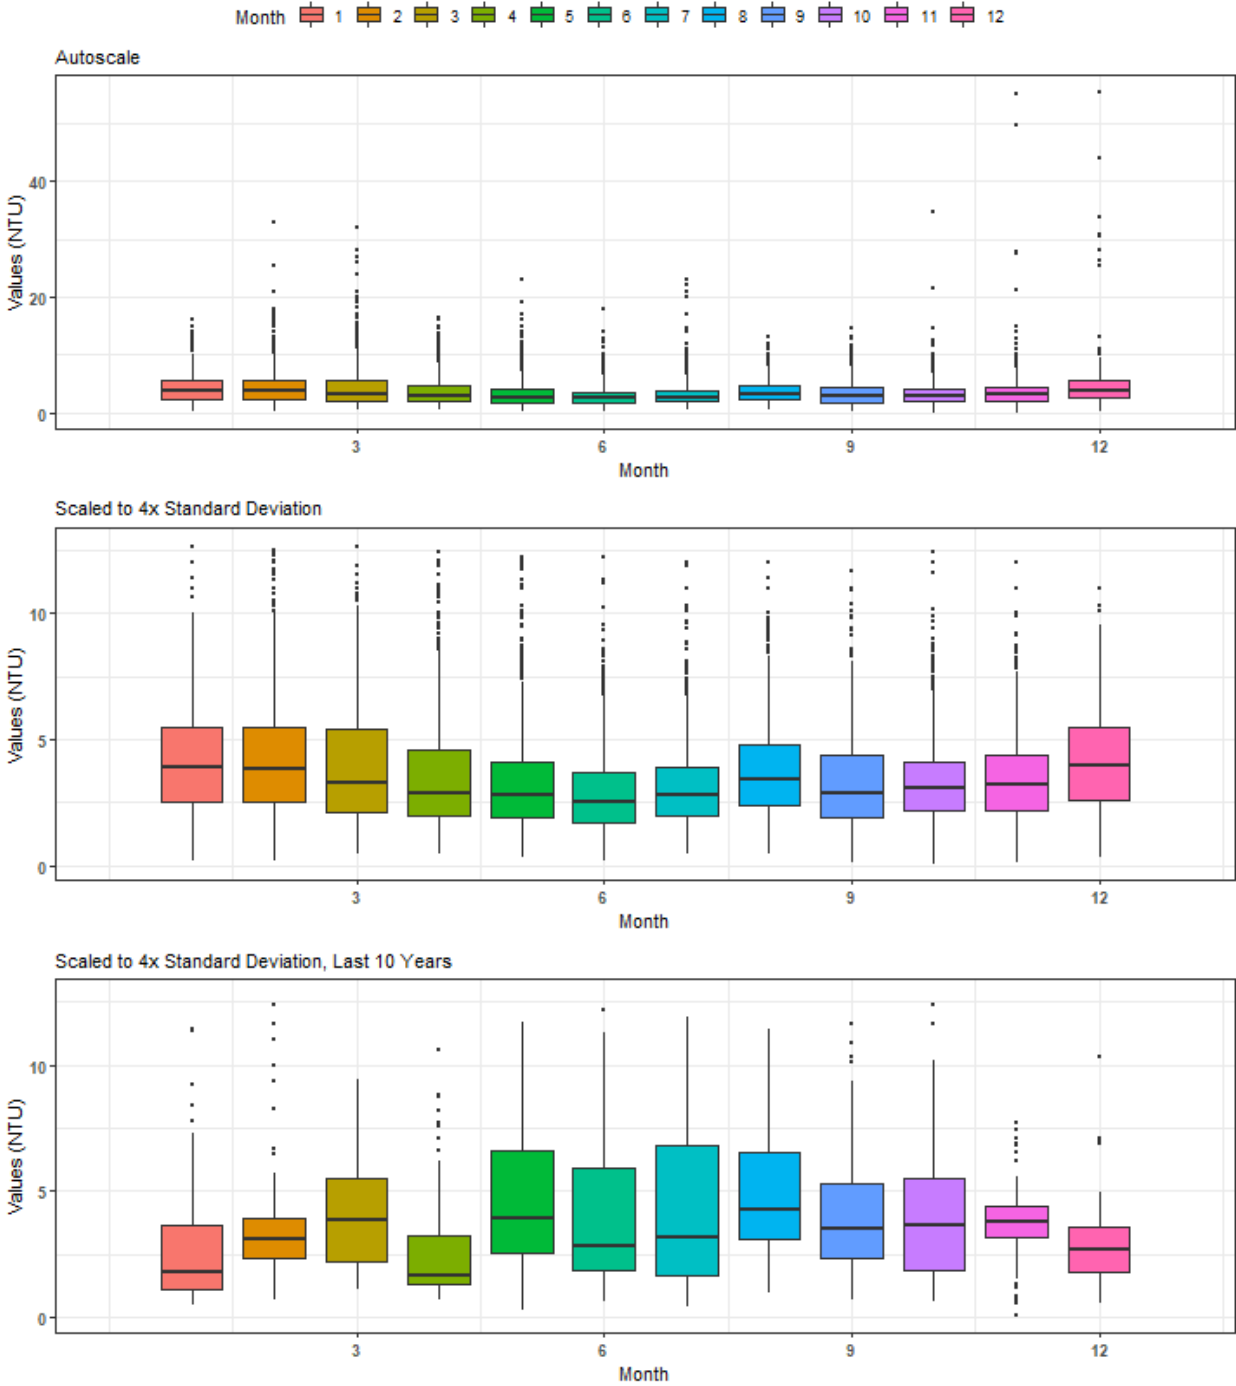 Month 1 2 3 4 5 6 7 8 9 10 11 12
Autoscale
Values (NTU)
40
20
0
3 6 9 12
Month
Scaled to 4x Standard Deviation
Values (NTU)
10
5
0
3 6 9 12
Month
Scaled to 4x Standard Deviation, Last 10 Years
Values (NTU)
10
5
0
3 6 9 12
Month